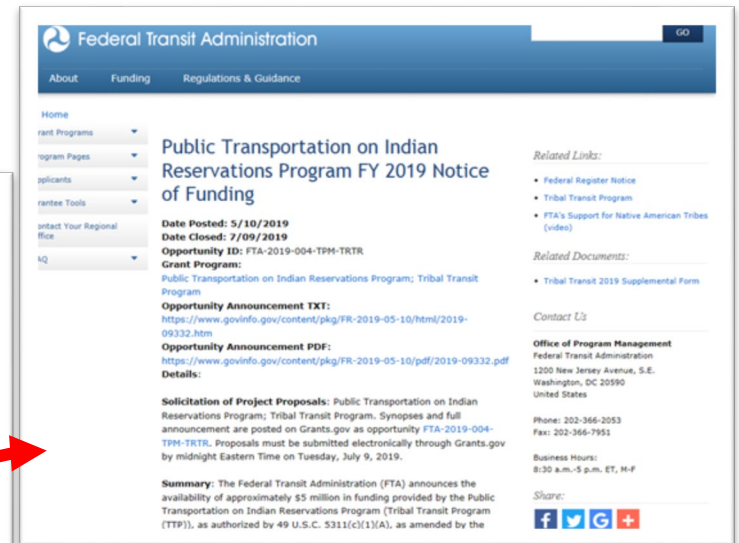 Federal Transit Administration
GO
About Funding Regulations & Guidance
Home
rant Programs
rogram Pages
pplicants
rantee Tools
ontact Your Regional
ffice
AQ
Public Transportation on Indian
Reservations Program FY 2019 Notice
of Funding
Date Posted: 5/10/2019
Date Closed: 7/09/2019
Opportunity ID: FTA-2019-004-TPM-TRTR
Grant Program:
Public Transportation on Indian Reservations Program; Tribal Transit
Program
Opportunity Announcement TXT:
https://www.govinfo.gov/content/pkg/FR-2019-05-10/html/2019-
09332.htm
Opportunity Announcement PDF:
https://www.govinfo.gov/content/pkg/FR-2019-05-10/pdf/2019-09332.pdf
Details:
Solicitation of Project Proposals: Public Transportation on Indian
Reservations Program; Tribal Transit Program. Synopses and full
announcement are posted on Grants.gov as opportunity FTA-2019-004-
TPM-TRTR. Proposals must be submitted electronically through Grants.gov
by midnight Eastern Time on Tuesday, July 9, 2019.
Summary: The Federal Transit Administration (FTA) announces the
availability of approximately $5 million in funding provided by the Public
Transportation on Indian Reservations Program (Tribal Transit Program
(TTP)), as authorized by 49 U.S.C. 5311(c)(1)(A), as amended by the
Related Links:
• Federal Register Notice
• Tribal Transit Program
• FTA's Support for Native American Tribes
(video)
Related Documents:
• Tribal Transit 2019 Supplemental Form
Contact Us
Office of Program Management
Federal Transit Administration
1200 New Jersey Avenue, S.E.
Washington, DC 20590
United States
Phone: 202-366-2053
Fax: 202-366-7951
Business Hours:
8:30 a.m.-5 p.m. ET, M-F
Share: